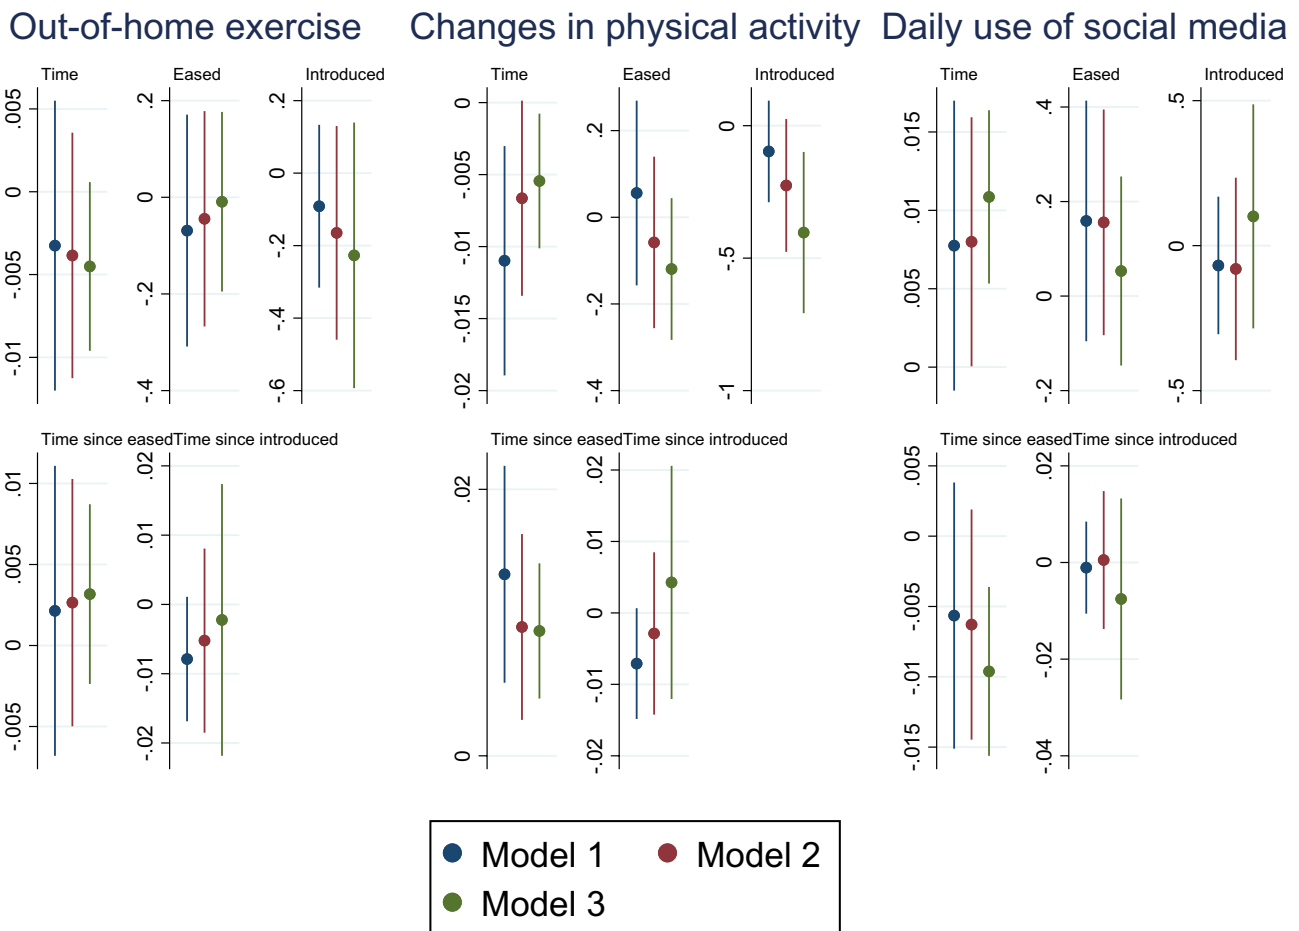 Out-of-home exercise
Changes in physical activity
Daily use of social media
Time
Eased
Introduced
.005
0
-.005
-.01
.2
0
-.2
-.4
.2
0
-.2
-.4
-.6
Time
Eased
Introduced
0
-.005
-.01
-.015
-.02
.2
0
-.2
-.4
0
-.5
-1
Time
Eased
Introduced
.015
.01
.005
0
.4
.2
0
-.2
.5
0
-.5
Time since eased
Time since introduced
.01
.005
0
-.005
.02
.01
0
-.01
-.02
Time since eased
Time since introduced
.02
0
.02
.01
0
-.01
-.02
Time since eased
Time since introduced
.005
0
-.005
-.01
-.015
.02
0
-.02
-.04
Model 1
Model 2
Model 3